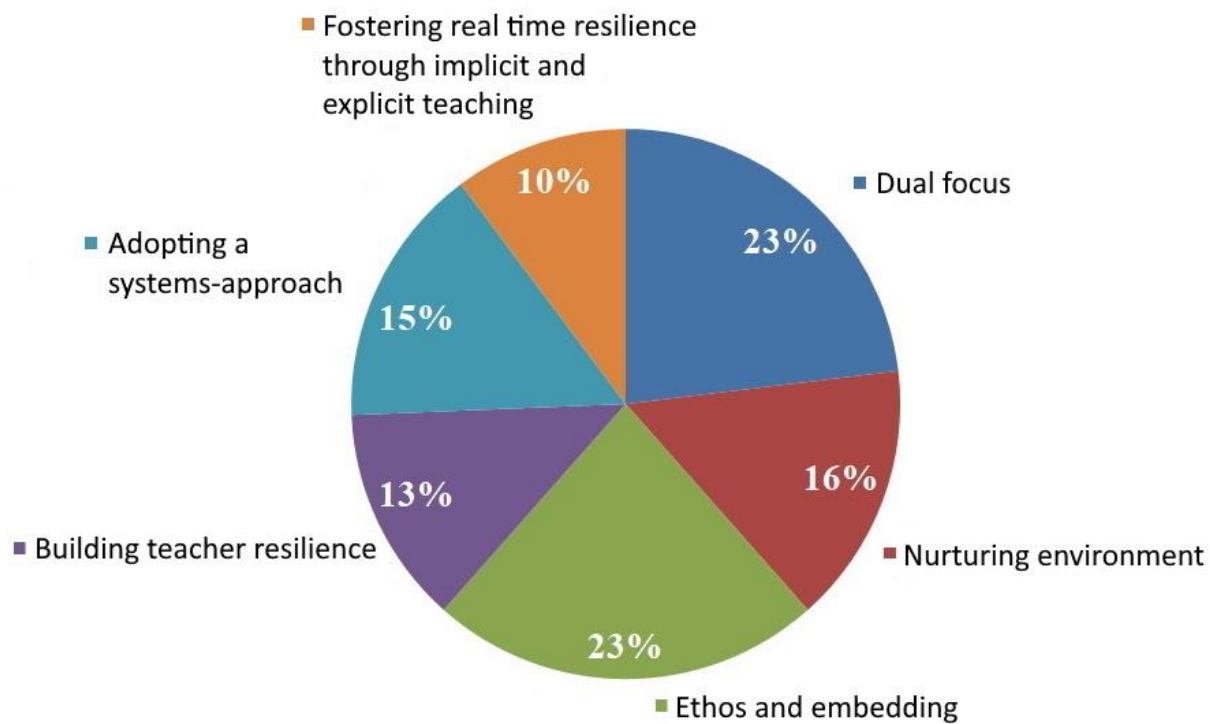 Fostering real time resilience
through implicit and
explicit teaching
10%
Dual focus
23%
Adopting a
systems-approach
15%
16%
13%
Building teacher resilience
Nurturing environment
23%
Ethos and embedding